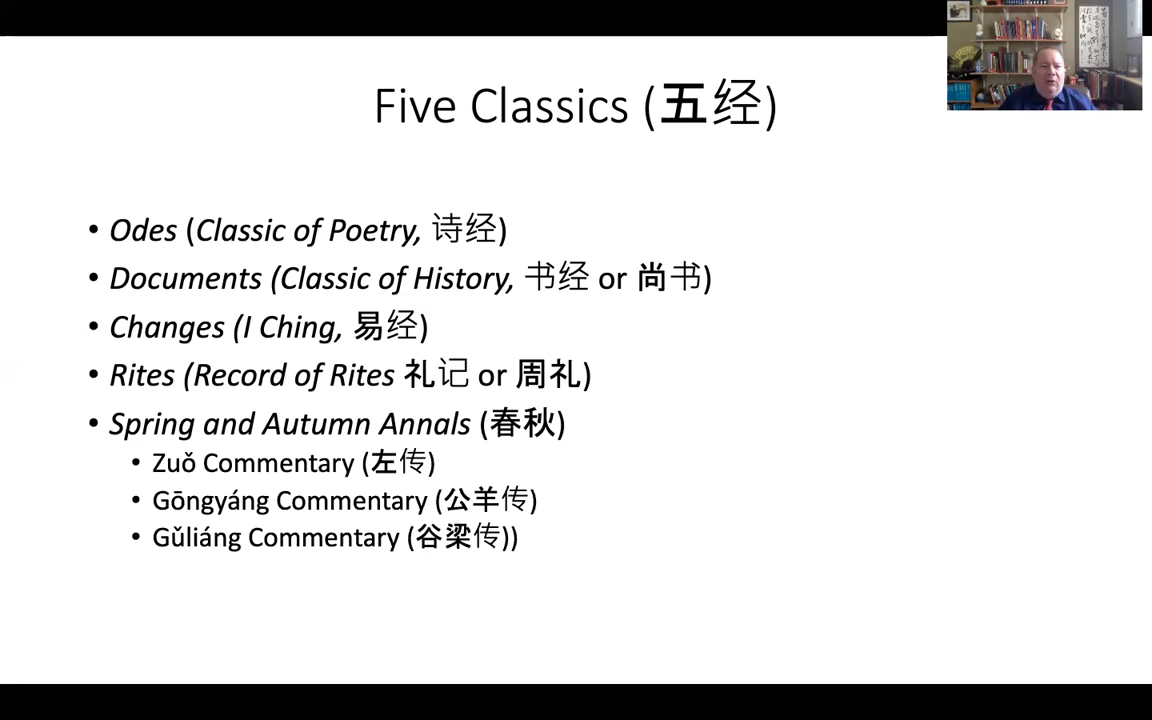 Five Classics (五经)
• Odes (Classic of Poetry, 诗经)
• Documents (Classic of History, 书经 or 尚书)
• Changes (I Ching, 易经)
• Rites (Record of Rites 礼记 or 周礼)
• Spring and Autumn Annals (春秋)
• Zuǒ Commentary (左传)
• Gōngyáng Commentary (公羊传)
• Gǔliáng Commentary (谷梁传))